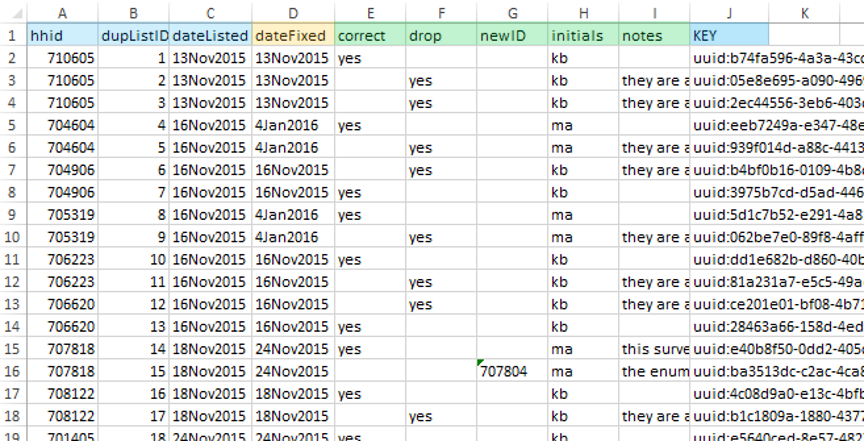 A B C D E F G H I J K
1 hhid dupListID dateListed dateFixed correct drop newID initials notes KEY
2 710605 1 13Nov2015 13Nov2015 yes kb uuid:b74fa596-4a3a-43cc
3 710605 2 13Nov2015 13Nov2015 yes kb they are a uuid:05e8e695-a090-496
4 710605 3 13Nov2015 13Nov2015 yes kb they are a uuid:2ec44556-3eb6-403
5 704604 4 16Nov2015 4Jan2016 yes ma uuid:eeb7249a-e347-48e
6 704604 5 16Nov2015 4Jan2016 yes ma they are a uuid:939f014d-a88c-4413
7 704906 6 16Nov2015 16Nov2015 yes kb they are a uuid:b4bf0b16-0109-4b8
8 704906 7 16Nov2015 16Nov2015 yes kb uuid:3975b7cd-d5ad-446
9 705319 8 16Nov2015 4Jan2016 yes ma uuid:5d1c7b52-e291-4a8
10 705319 9 16Nov2015 4Jan2016 yes ma they are a uuid:062be7e0-89f8-4aff
11 706223 10 16Nov2015 16Nov2015 yes kb uuid:dd1e682b-d860-40b
12 706223 11 16Nov2015 16Nov2015 yes kb they are a uuid:81a231a7-e5c5-49a
13 706620 12 16Nov2015 16Nov2015 yes kb they are a uuid:ce201e01-bf08-4b71
14 706620 13 16Nov2015 16Nov2015 yes kb uuid:28463a66-158d-4ed
15 707818 14 18Nov2015 24Nov2015 yes ma this surve uuid:e40b8f50-0dd2-405
16 707818 15 18Nov2015 24Nov2015 707804 ma the enum uuid:ba3513dc-c2ac-4ca8
17 708122 16 18Nov2015 18Nov2015 yes kb uuid:4c08d9a0-e13c-4bfb
18 708122 17 18Nov2015 18Nov2015 yes kb they are a uuid:b1c1809a-1880-4377
19 701405 18 24Nov2015 24Nov2015 yes kb uuid:e5640ced-8e57-482